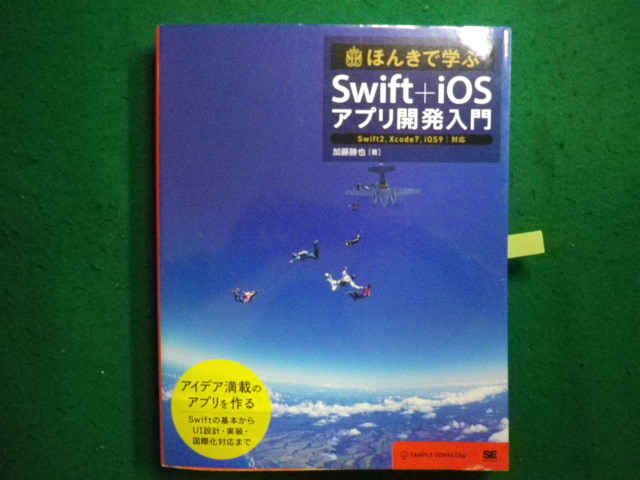 ほんきで学ぶ
Swift+iOS
アプリ開発入門
Swift2, Xcode7, iOS9 | 対応
加藤勝也 [著]
アイデア満載の
アプリを作る
Swiftの基本から
UI設計・実装・
国際化対応まで
SAMPLE DOWNLOAD
SE